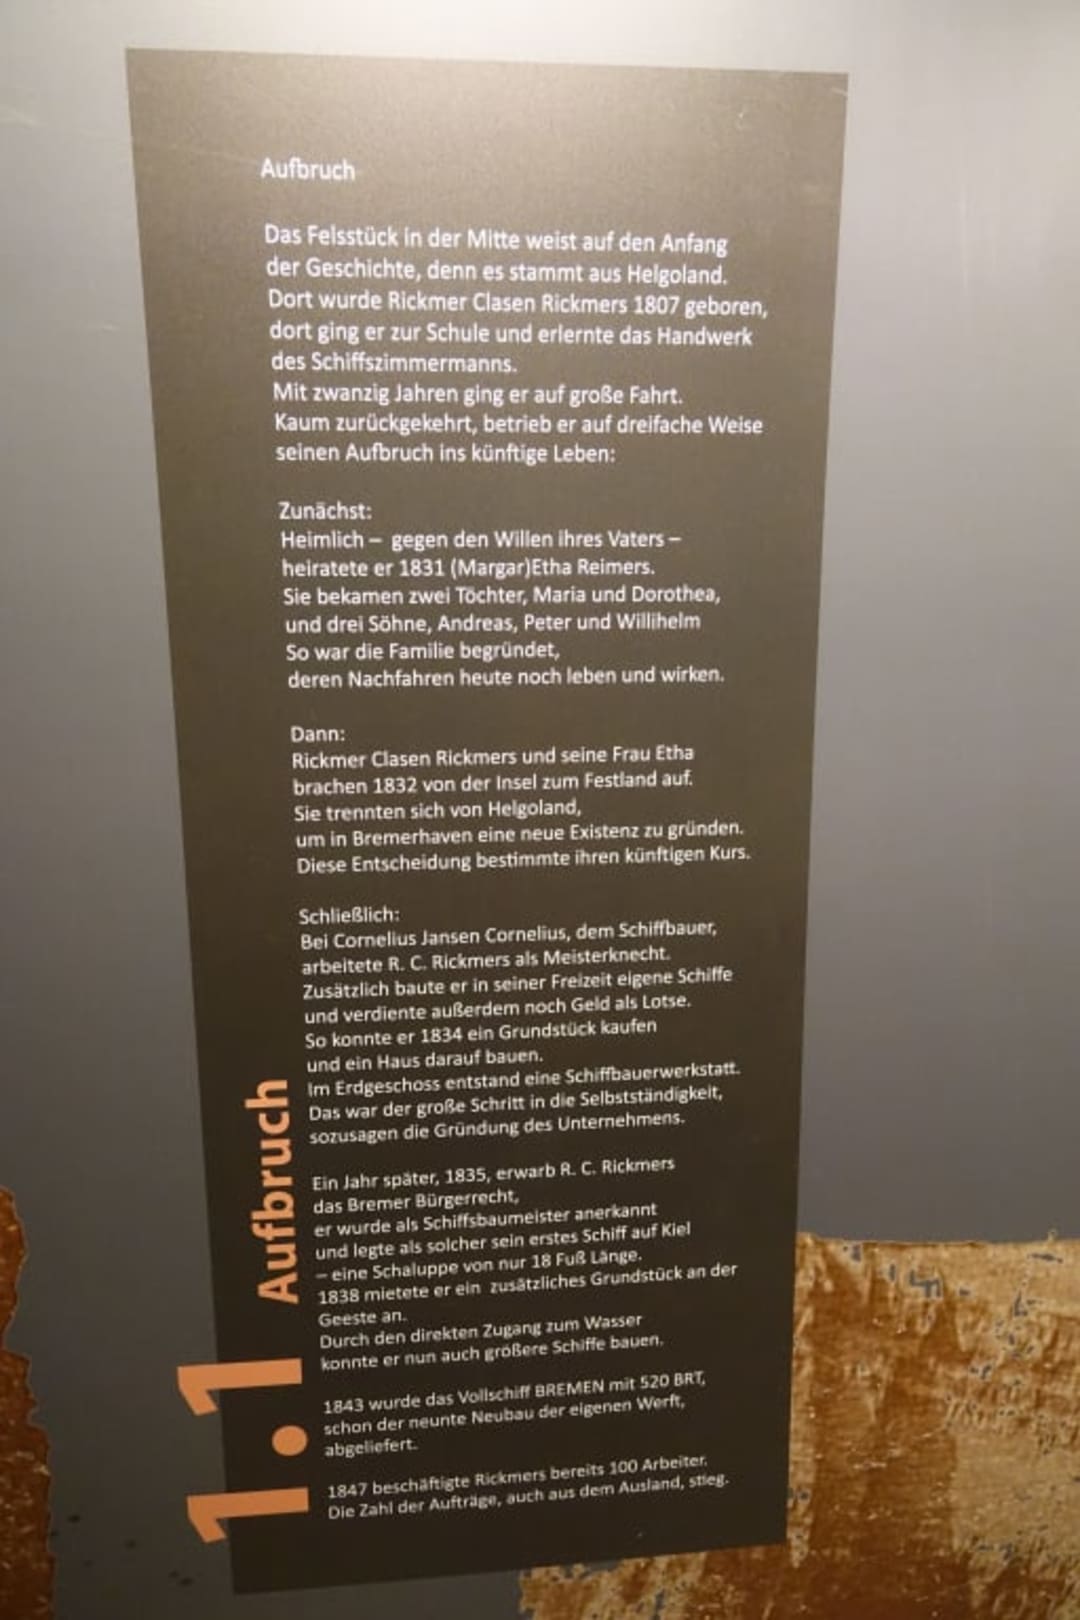 Aufbruch
Das Felsstück in der Mitte weist auf den Anfang
der Geschichte, denn es stammt aus Helgoland.
Dort wurde Rickmer Clasen Rickmers 1807 geboren,
dort ging er zur Schule und erlernte das Handwerk
des Schiffszimmermanns.
Mit zwanzig Jahren ging er auf große Fahrt.
Kaum zurückgekehrt, betrieb er auf dreifache Weise
seinen Aufbruch ins künftige Leben:
Zunächst:
Heimlich – gegen den Willen ihres Vaters –
heiratete er 1831 (Margar)Etha Reimers.
Sie bekamen zwei Töchter, Maria und Dorothea,
und drei Söhne, Andreas, Peter und Willihelm
So war die Familie begründet,
deren Nachfahren heute noch leben und wirken.
Dann:
Rickmer Clasen Rickmers und seine Frau Etha
brachen 1832 von der Insel zum Festland auf.
Sie trennten sich von Helgoland,
um in Bremerhaven eine neue Existenz zu gründen.
Diese Entscheidung bestimmte ihren künftigen Kurs.
Schließlich:
Bei Cornelius Jansen Cornelius, dem Schiffbauer,
arbeitete R. C. Rickmers als Meisterknecht.
Zusätzlich baute er in seiner Freizeit eigene Schiffe
und verdiente außerdem noch Geld als Lotse.
So konnte er 1834 ein Grundstück kaufen
und ein Haus darauf bauen.
Im Erdgeschoss entstand eine Schiffbauerwerkstatt.
Das war der große Schritt in die Selbstständigkeit,
sozusagen die Gründung des Unternehmens.
Ein Jahr später, 1835, erwarb R. C. Rickmers
das Bremer Bürgerrecht,
er wurde als Schiffsbaumeister anerkannt
und legte als solcher sein erstes Schiff auf Kiel
– eine Schaluppe von nur 18 Fuß Länge.
1838 mietete er ein zusätzliches Grundstück an der
Geeste an.
Durch den direkten Zugang zum Wasser
konnte er nun auch größere Schiffe bauen.
1843 wurde das Vollschiff BREMEN mit 520 BRT,
schon der neunte Neubau der eigenen Werft,
abgeliefert.
1847 beschäftigte Rickmers bereits 100 Arbeiter.
Die Zahl der Aufträge, auch aus dem Ausland, stieg.
1.1 Aufbruch